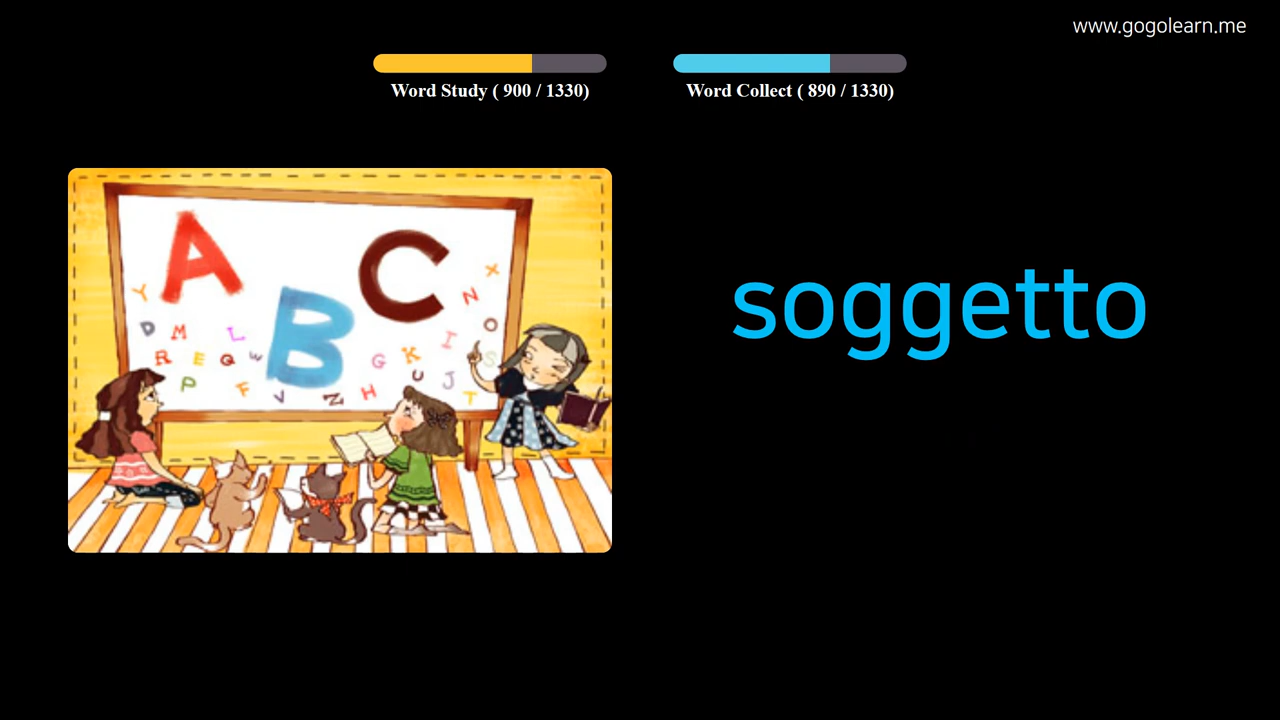 www.gogolearn.me
Word Study ( 900 / 1330)
Word Collect ( 890 / 1330)
A
B
C
X
Y
N
D
M
L
O
I
R
E
Q
W
G
K
S
P
F
V
Z
H
U
J
T
soggetto